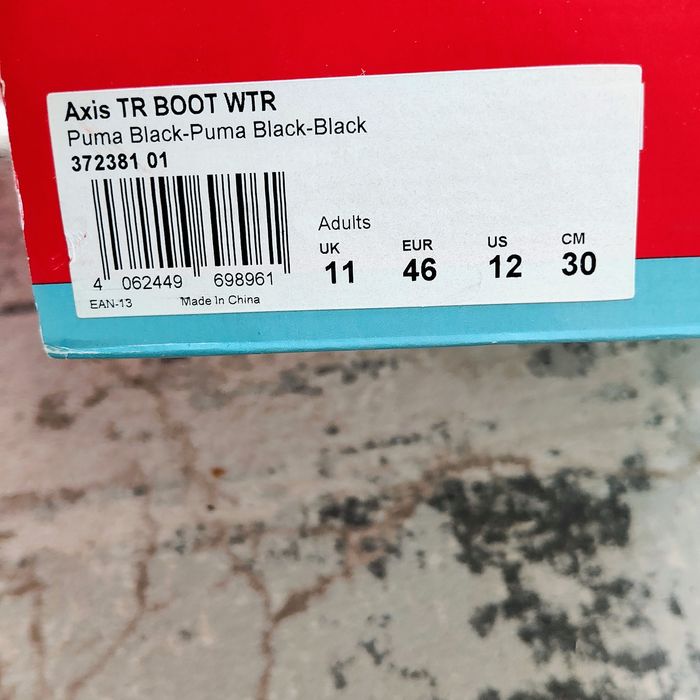 Axis TR BOOT WTR
Puma Black-Puma Black-Black
372381 01
4 062449 698961
EAN-13 Made In China
Adults
UK EUR US CM
11 46 12 30